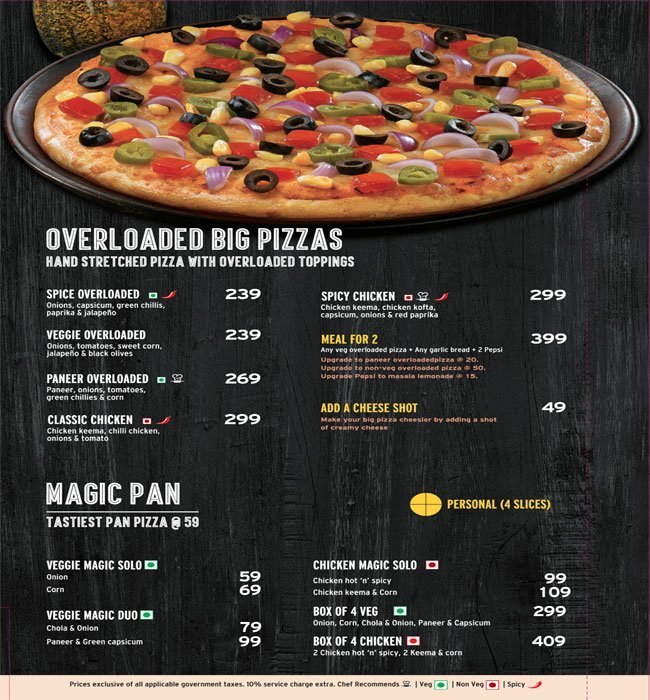 OVERLOADED BIG PIZZAS
HAND STRETCHED PIZZA WITH OVERLOADED TOPPINGS
SPICE OVERLOADED 239
Onions, capsicum, green chillis,
paprika & jalapeño
VEGGIE OVERLOADED 239
Onions, tomatoes, sweet corn,
jalapeño & black olives
PANEER OVERLOADED 269
Paneer, onions, tomatoes,
green chillies & corn
CLASSIC CHICKEN 299
Chicken keema, chilli chicken,
onions & tomato
SPICY CHICKEN 299
Chicken keema, chicken kofta,
capsicum, onions & red paprika
MEAL FOR 2 399
Any veg overloaded pizza + Any garlic bread + 2 Pepsi
Upgrade to paneer overloadedpizza @ 20.
Upgrade to non-veg overloaded pizza @ 50.
Upgrade Pepsi to masala lemonade @ 15.
ADD A CHEESE SHOT 49
Make your big pizza cheesier by adding a shot
of creamy cheese
MAGIC PAN
TASTIEST PAN PIZZA @ 59
PERSONAL (4 SLICES)
VEGGIE MAGIC SOLO
Onion 59
Corn 69
VEGGIE MAGIC DUO
Chola & Onion 79
Paneer & Green capsicum 99
CHICKEN MAGIC SOLO
Chicken hot 'n' spicy 99
Chicken keema & Corn 109
BOX OF 4 VEG 299
Onion, Corn, Chola & Onion, Paneer & Capsicum
BOX OF 4 CHICKEN 409
2 Chicken hot 'n' spicy, 2 Keema & corn
Prices exclusive of all applicable government taxes. 10% service charge extra. Chef Recommends | Veg | Non Veg | Spicy